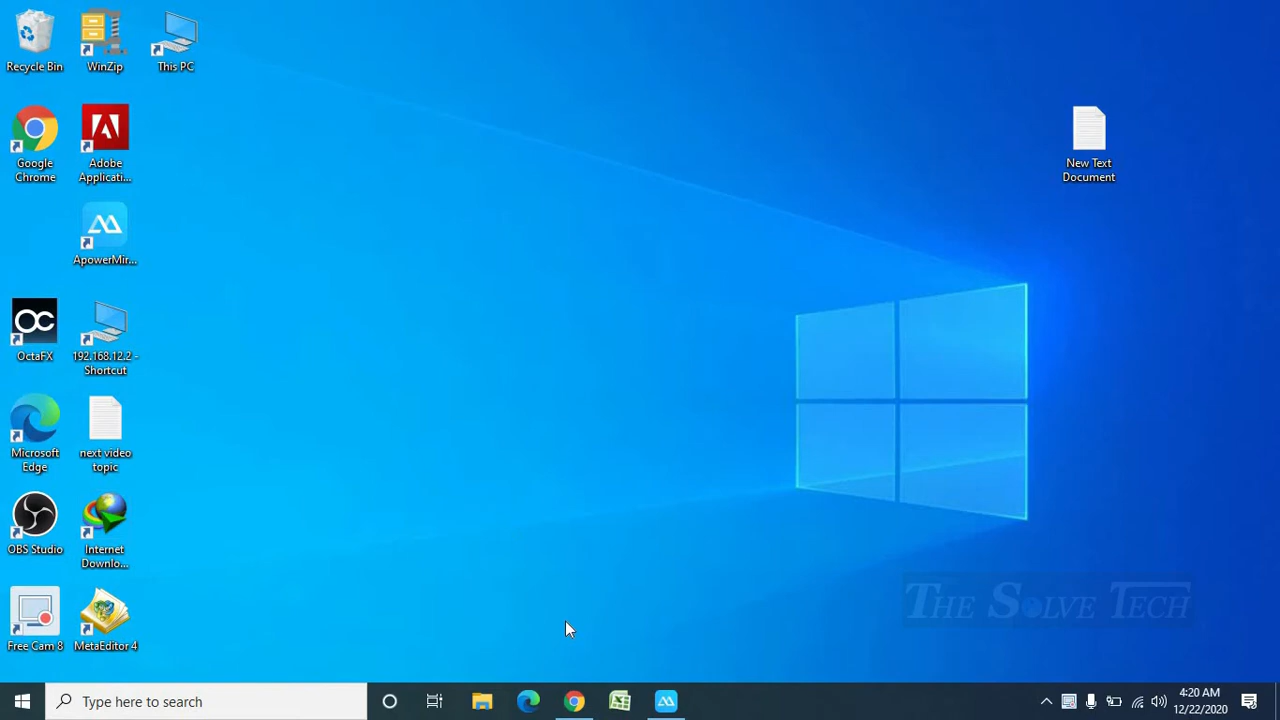 Recycle Bin
WinZip
This PC
Google
Chrome
Adobe
Applicati...
ApowerMir...
OctaFX
192.168.12.2 -
Shortcut
Microsoft
Edge
next video
topic
OBS Studio
Internet
Downlo...
Free Cam 8
MetaEditor 4
New Text
Document
THE SOLVE TECH
Type here to search
4:20 AM
12/22/2020